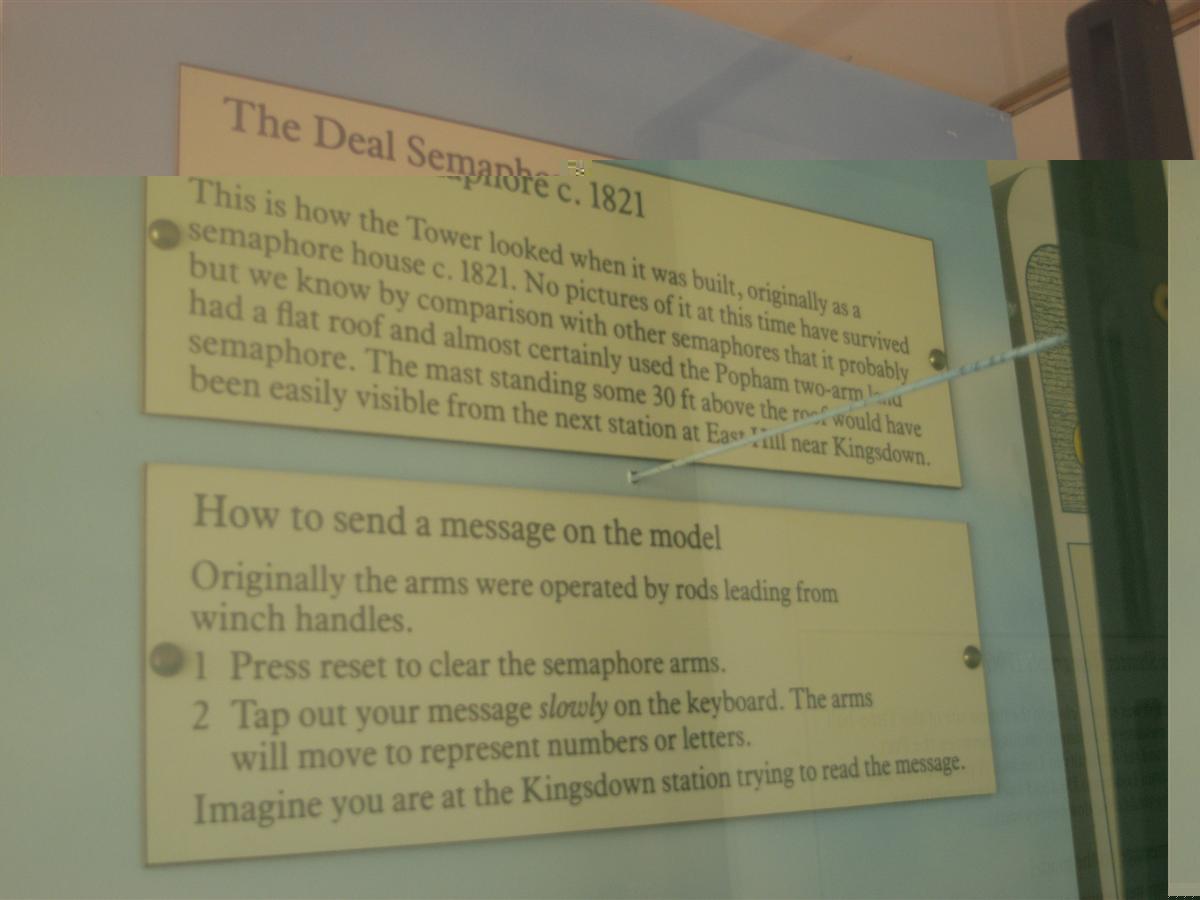 The Deal Semaphore c. 1821
This is how the Tower looked when it was built, originally as a
semaphore house c. 1821. No pictures of it at this time have survived
but we know by comparison with other semaphores that it probably
had a flat roof and almost certainly used the Popham two-arm land
semaphore. The mast standing some 30 ft above the roof would have
been easily visible from the next station at East Hill near Kingsdown.
How to send a message on the model
Originally the arms were operated by rods leading from
winch handles.
1 Press reset to clear the semaphore arms.
2 Tap out your message slowly on the keyboard. The arms
will move to represent numbers or letters.
Imagine you are at the Kingsdown station trying to read the message.